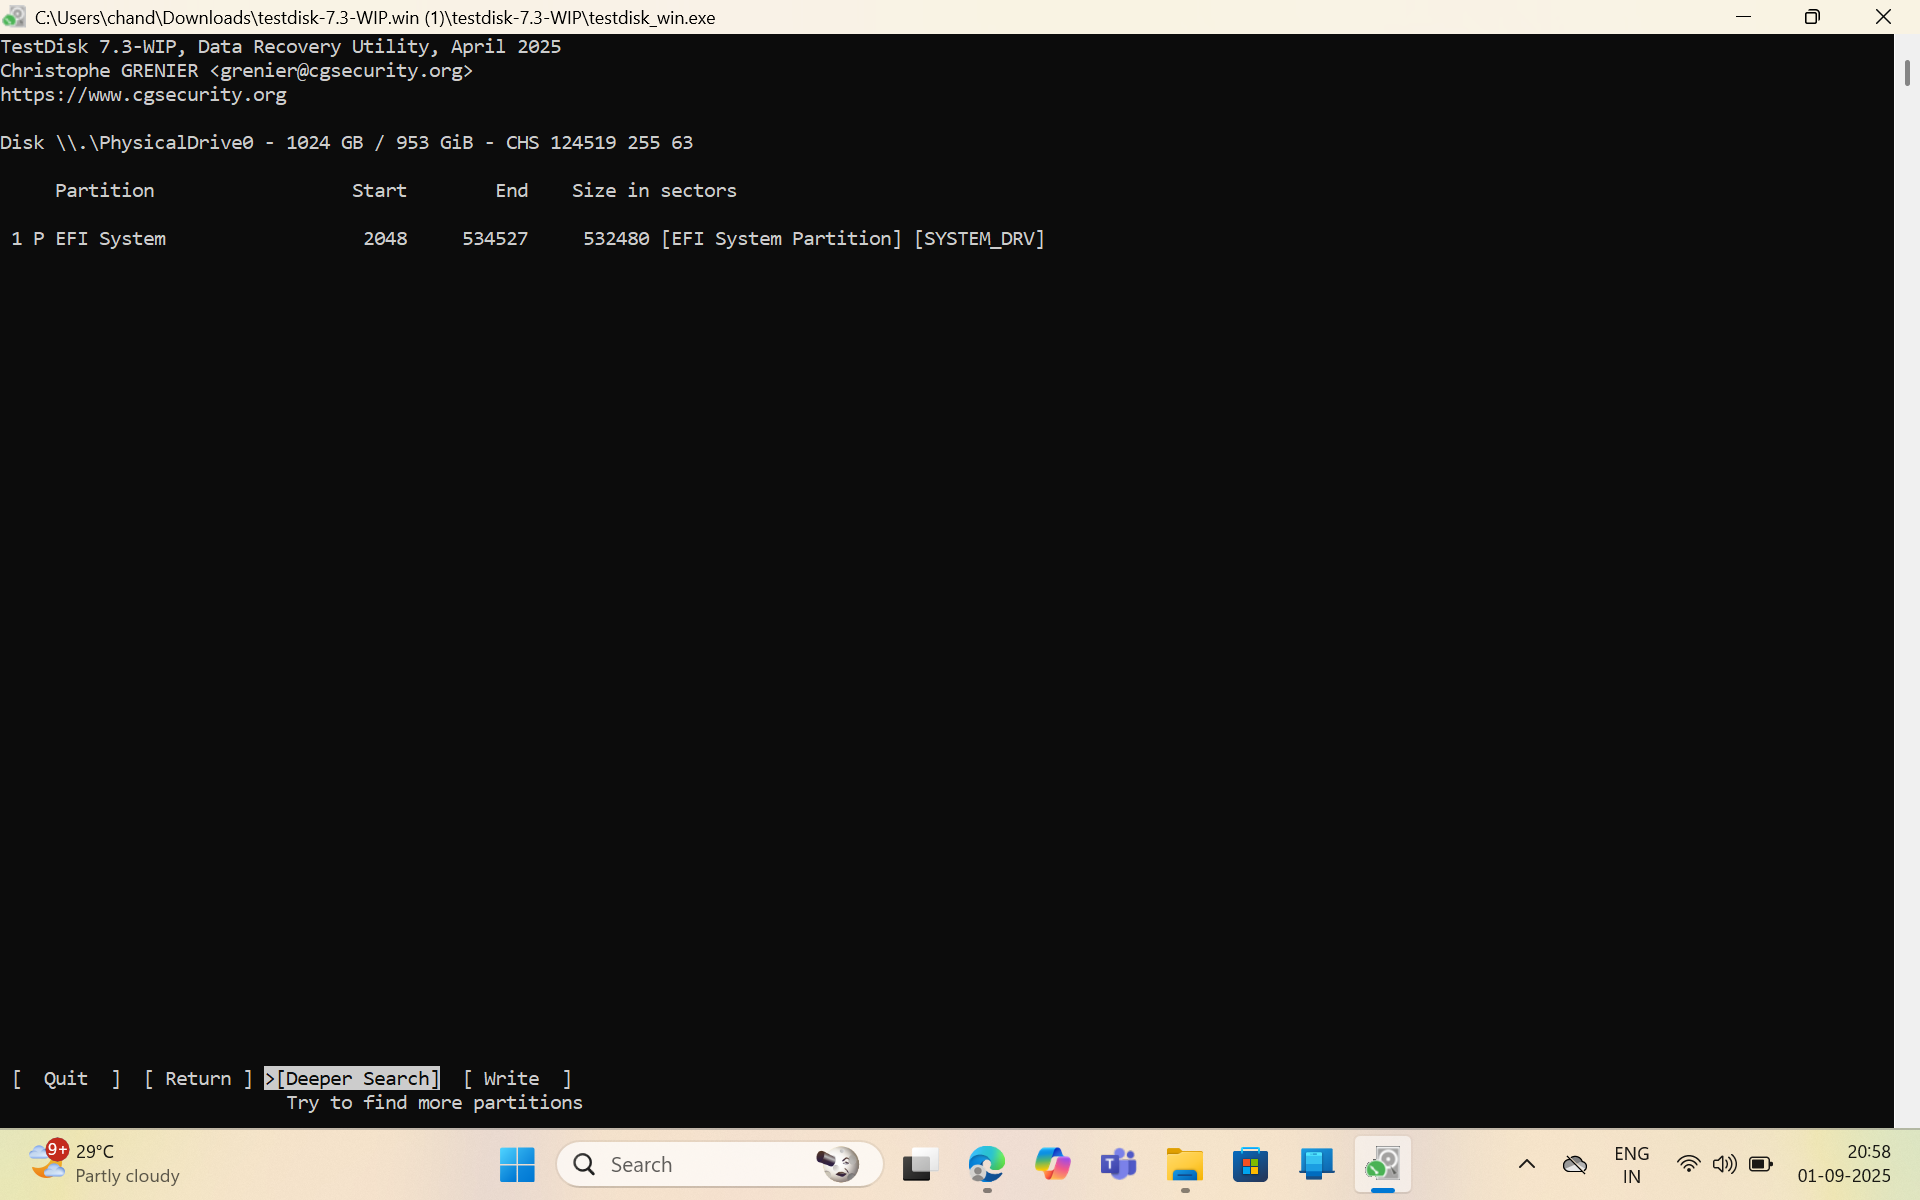 C:\Users\chand\Downloads\testdisk-7.3-WIP.win (1)\testdisk-7.3-WIP\testdisk_win.exe
TestDisk 7.3-WIP, Data Recovery Utility, April 2025
Christophe GRENIER <grenier@cgsecurity.org>
https://www.cgsecurity.org
Disk \\.\PhysicalDrive0 - 1024 GB / 953 GiB - CHS 124519 255 63
Partition Start End Size in sectors
1 P EFI System 2048 534527 532480 [EFI System Partition] [SYSTEM_DRV]
[ Quit ] [ Return ] >[Deeper Search] [ Write ]
Try to find more partitions
9+
29°C
Partly cloudy
Search
ENG
IN
20:58
01-09-2025